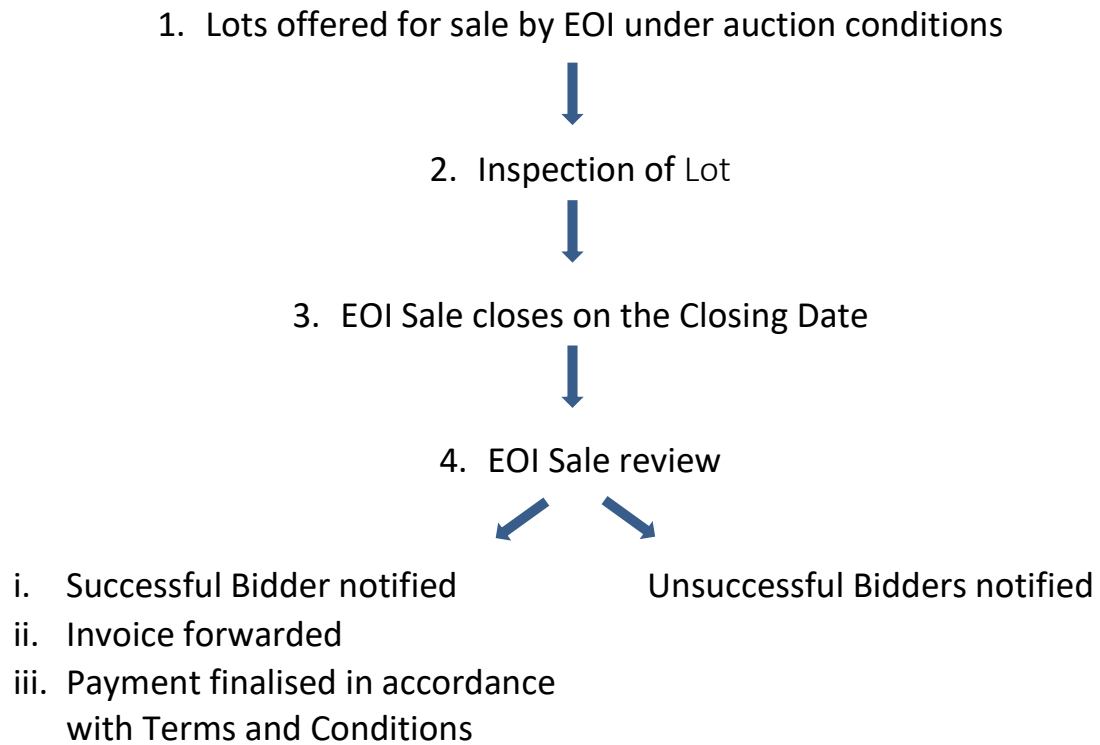 1. Lots offered for sale by EOI under auction conditions
2. Inspection of Lot
3. EOI Sale closes on the Closing Date
4. EOI Sale review
i. Successful Bidder notified
ii. Invoice forwarded
iii. Payment finalised in accordance
with Terms and Conditions
Unsuccessful Bidders notified